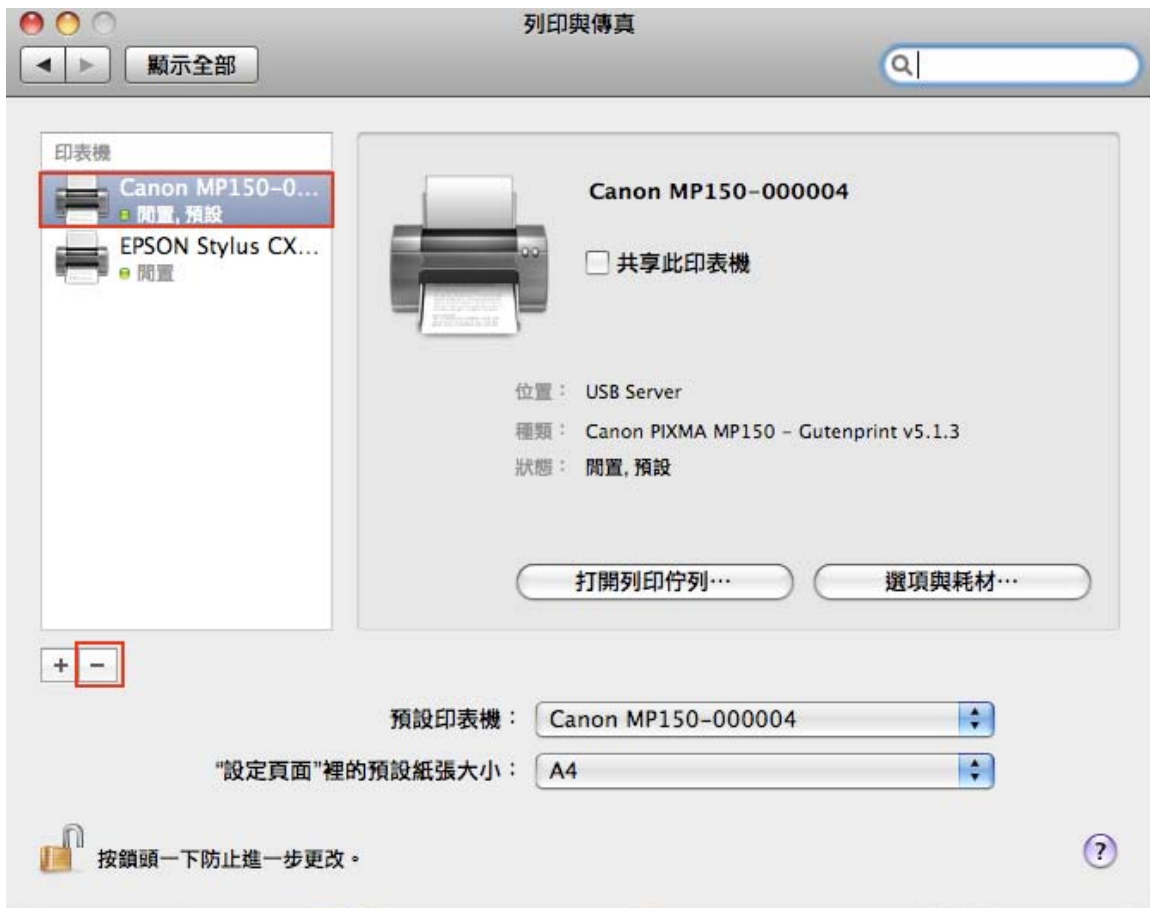 列印與傳真
顯示全部
印表機
Canon MP150-0...
閒置, 預設
EPSON Stylus CX...
閒置
Canon MP150-000004
共享此印表機
位置： USB Server
種類： Canon PIXMA MP150 - Gutenprint v5.1.3
狀態： 閒置, 預設
打開列印佇列…
選項與耗材…
+ −
預設印表機： Canon MP150-000004
“設定頁面”裡的預設紙張大小： A4
按鎖頭一下防止進一步更改。
?